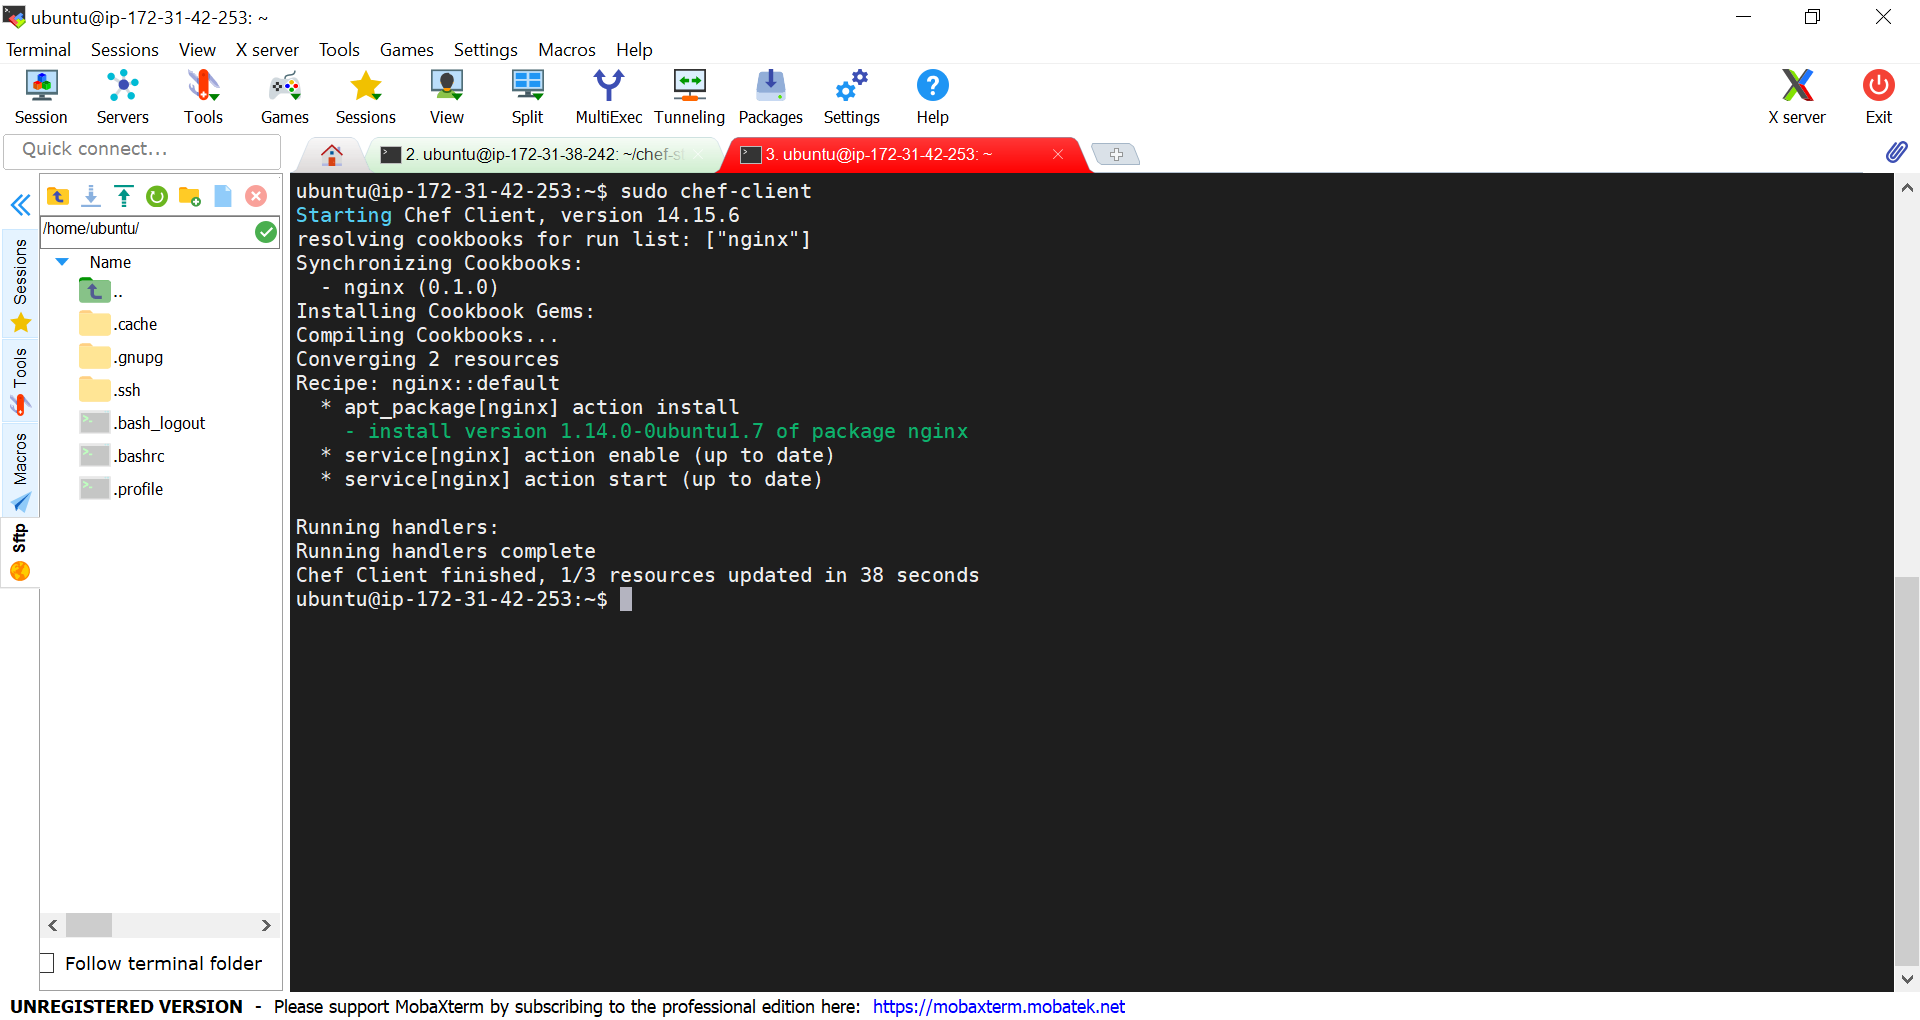 ubuntu@ip-172-31-42-253: ~
Terminal Sessions View X server Tools Games Settings Macros Help
Session Servers Tools Games Sessions View Split MultiExec Tunneling Packages Settings Help X server Exit
Quick connect...
2. ubuntu@ip-172-31-38-242: ~/chef-s
3. ubuntu@ip-172-31-42-253: ~
/home/ubuntu/
Name
..
.cache
.gnupg
.ssh
.bash_logout
.bashrc
.profile
Sessions
Tools
Macros
Sftp
Follow terminal folder
ubuntu@ip-172-31-42-253:~$ sudo chef-client
Starting Chef Client, version 14.15.6
resolving cookbooks for run list: ["nginx"]
Synchronizing Cookbooks:
  - nginx (0.1.0)
Installing Cookbook Gems:
Compiling Cookbooks...
Converging 2 resources
Recipe: nginx::default
  * apt_package[nginx] action install
    - install version 1.14.0-0ubuntu1.7 of package nginx
  * service[nginx] action enable (up to date)
  * service[nginx] action start (up to date)
Running handlers:
Running handlers complete
Chef Client finished, 1/3 resources updated in 38 seconds
ubuntu@ip-172-31-42-253:~$
UNREGISTERED VERSION - Please support MobaXterm by subscribing to the professional edition here: https://mobaxterm.mobatek.net